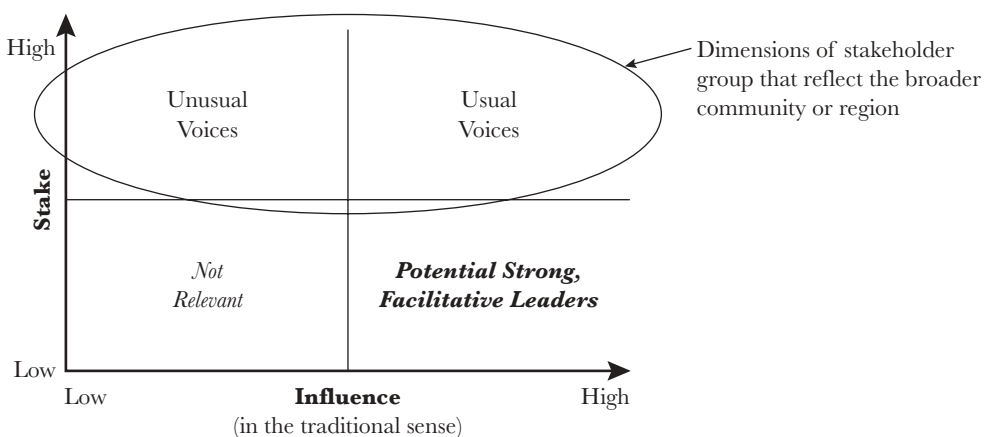 High
Unusual
Voices
Usual
Voices
Dimensions of stakeholder
group that reflect the broader
community or region
Stake
Not
Relevant
Potential Strong,
Facilitative Leaders
Low
Low
Influence
High
(in the traditional sense)